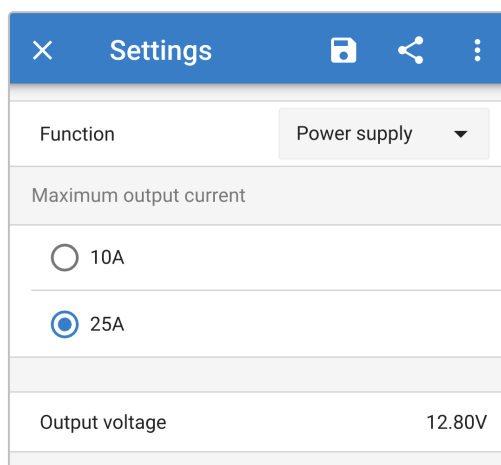 Settings
Function
Power supply
Maximum output current
10A
25A
Output voltage
12.80V